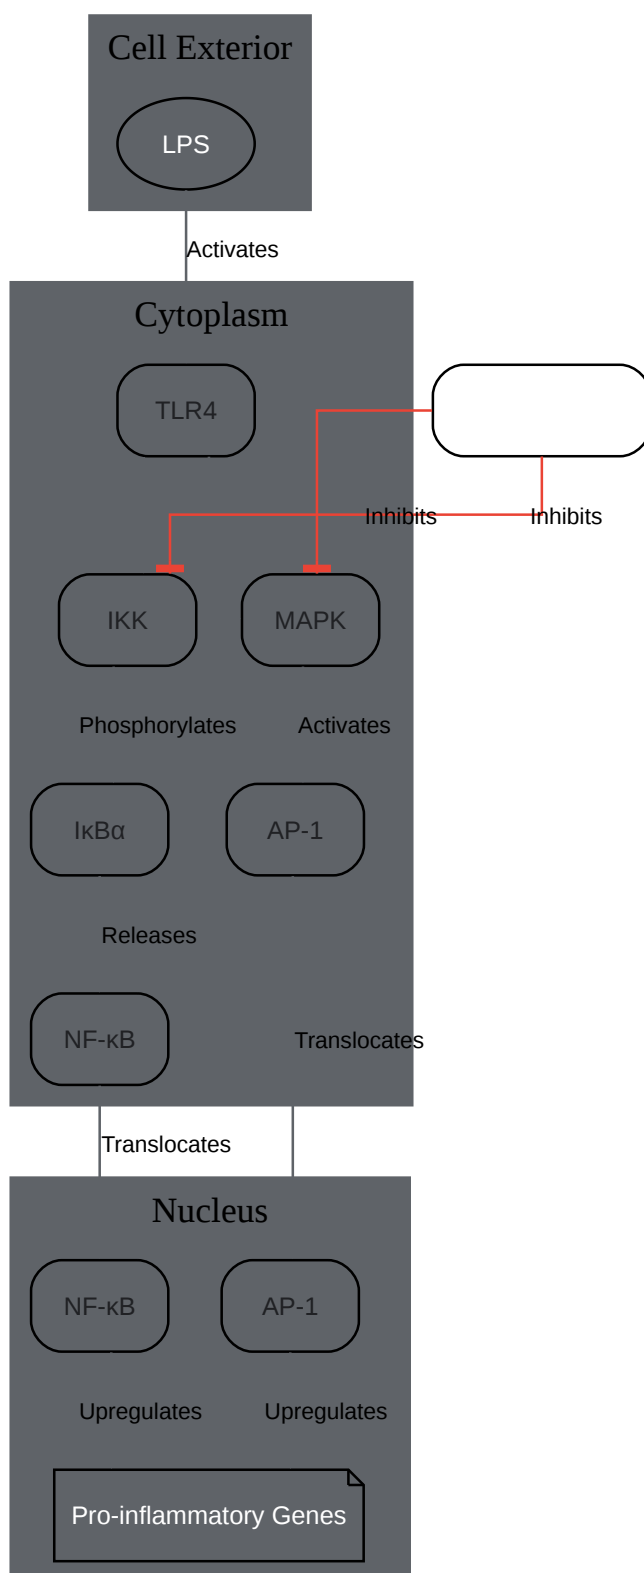 Cell Exterior
LPS
Activates
Cytoplasm
TLR4
Inhibits
Inhibits
IKK
MAPK
Phosphorylates
Activates
IκBα
AP-1
Releases
NF-κB
Translocates
Translocates
Nucleus
NF-κB
AP-1
Upregulates
Upregulates
Pro-inflammatory Genes